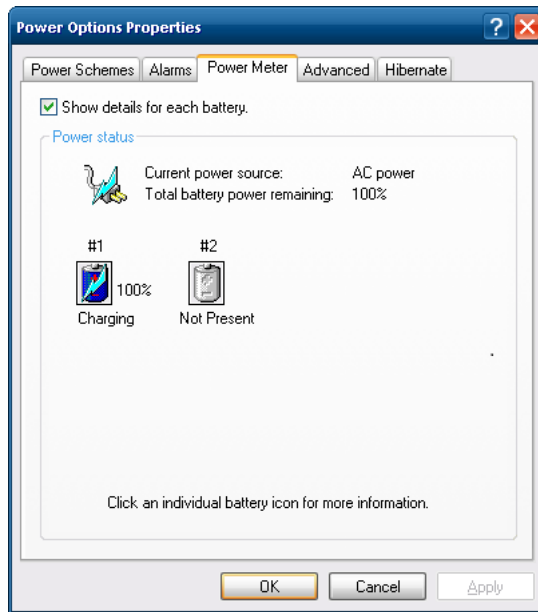 Power Options Properties
Power Schemes Alarms Power Meter Advanced Hibernate
Show details for each battery.
Power status
Current power source: AC power
Total battery power remaining: 100%
#1 #2
100%
Charging Not Present
Click an individual battery icon for more information.
OK Cancel Apply